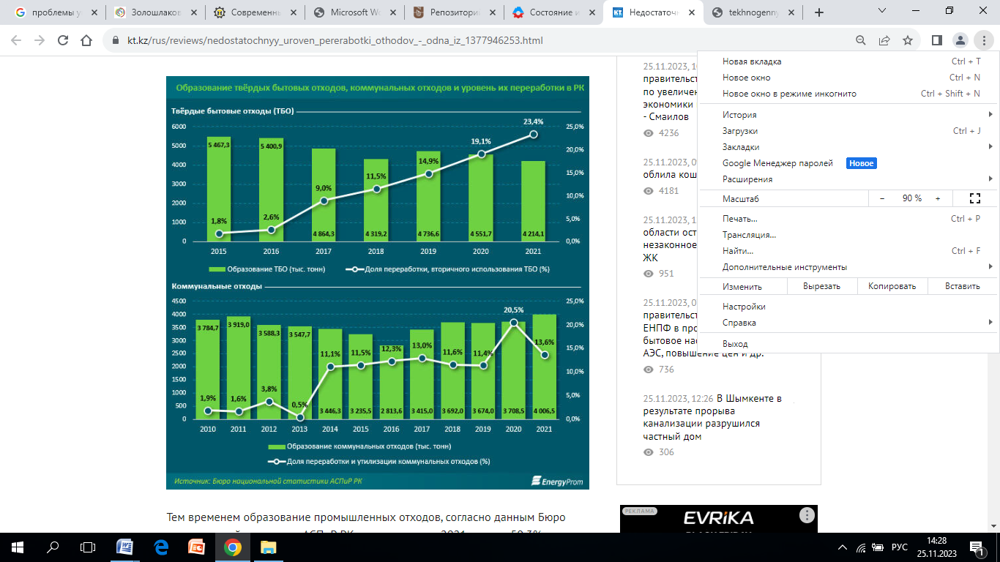 проблемы у
Золошлаков
Современны
Microsoft Wo
Репозитори
Состояние и
Недостаточн
tekhnogenny
kt.kz/rus/reviews/nedostatochnyy_uroven_pererabotki_othodov_-_odna_iz_1377946253.html
Образование твёрдых бытовых отходов, коммунальных отходов и уровень их переработки в РК
Твёрдые бытовые отходы (ТБО)
6000
5000
4000
3000
2000
1000
0
25,0%
20,0%
15,0%
10,0%
5,0%
0,0%
5 467,3
5 400,9
4 864,3
4 319,2
4 736,6
4 551,7
4 214,1
1,8%
2,6%
9,0%
11,5%
14,9%
19,1%
23,4%
2015 2016 2017 2018 2019 2020 2021
Образование ТБО (тыс. тонн)
Доля переработки, вторичного использования ТБО (%)
Коммунальные отходы
4500
4000
3500
3000
2500
2000
1500
1000
500
0
25,0%
20,0%
15,0%
10,0%
5,0%
0,0%
3 784,7
3 919,0
3 588,3
3 547,7
3 446,3
3 235,5
2 813,6
3 415,0
3 692,0
3 674,0
3 708,5
4 006,5
1,9%
1,6%
3,8%
0,5%
11,1%
11,5%
12,3%
13,0%
11,6%
11,4%
20,5%
13,6%
2010 2011 2012 2013 2014 2015 2016 2017 2018 2019 2020 2021
Образование коммунальных отходов (тыс. тонн)
Доля переработки и утилизации коммунальных отходов (%)
Источник: Бюро национальной статистики АСПиР РК
EnergyProm
Тем временем образование промышленных отходов, согласно данным Бюро
25.11.2023, 1
правительст
по увеличен
экономики
- Смаилов
4236
25.11.2023, 0
облила кош
4181
25.11.2023, 1
области ост
незаконное
ЖК
951
25.11.2023, 0
правительст
ЕНПФ в про
бытовое нас
АЭС, повышение цен и др.
736
25.11.2023, 12:26 В Шымкенте в
результате прорыва
канализации разрушился
частный дом
306
РЕКЛАМА
EVRIKA
Новая вкладка Ctrl + T
Новое окно Ctrl + N
Новое окно в режиме инкогнито Ctrl + Shift + N
История
Загрузки Ctrl + J
Закладки
Google Менеджер паролей Новое
Расширения
Масштаб − 90 % +
Печать... Ctrl + P
Трансляция...
Найти... Ctrl + F
Дополнительные инструменты
Изменить Вырезать Копировать Вставить
Настройки
Справка
Выход
РУС
14:28
25.11.2023
1